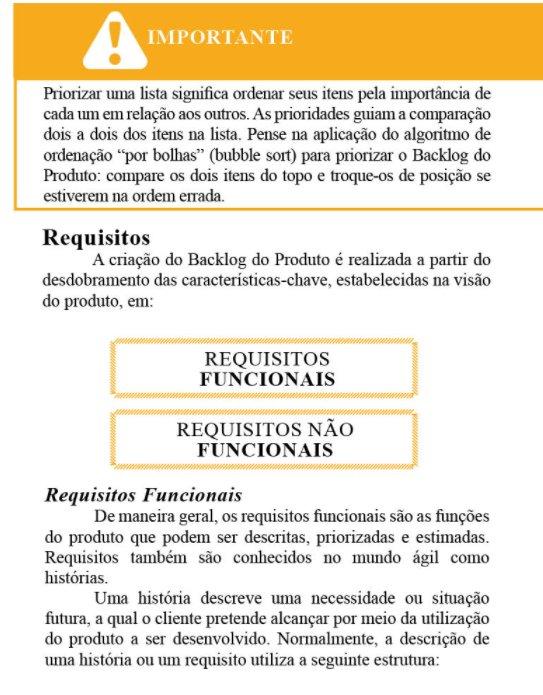 IMPORTANTE
Priorizar uma lista significa ordenar seus itens pela importância de
cada um em relação aos outros. As prioridades guiam a comparação
dois a dois dos itens na lista. Pense na aplicação do algoritmo de
ordenação “por bolhas” (bubble sort) para priorizar o Backlog do
Produto: compare os dois itens do topo e troque-os de posição se
estiverem na ordem errada.
Requisitos
A criação do Backlog do Produto é realizada a partir do
desdobramento das características-chave, estabelecidas na visão
do produto, em:
REQUISITOS
FUNCIONAIS
REQUISITOS NÃO
FUNCIONAIS
Requisitos Funcionais
De maneira geral, os requisitos funcionais são as funções
do produto que podem ser descritas, priorizadas e estimadas.
Requisitos também são conhecidos no mundo ágil como
histórias.
Uma história descreve uma necessidade ou situação
futura, a qual o cliente pretende alcançar por meio da utilização
do produto a ser desenvolvido. Normalmente, a descrição de
uma história ou um requisito utiliza a seguinte estrutura: